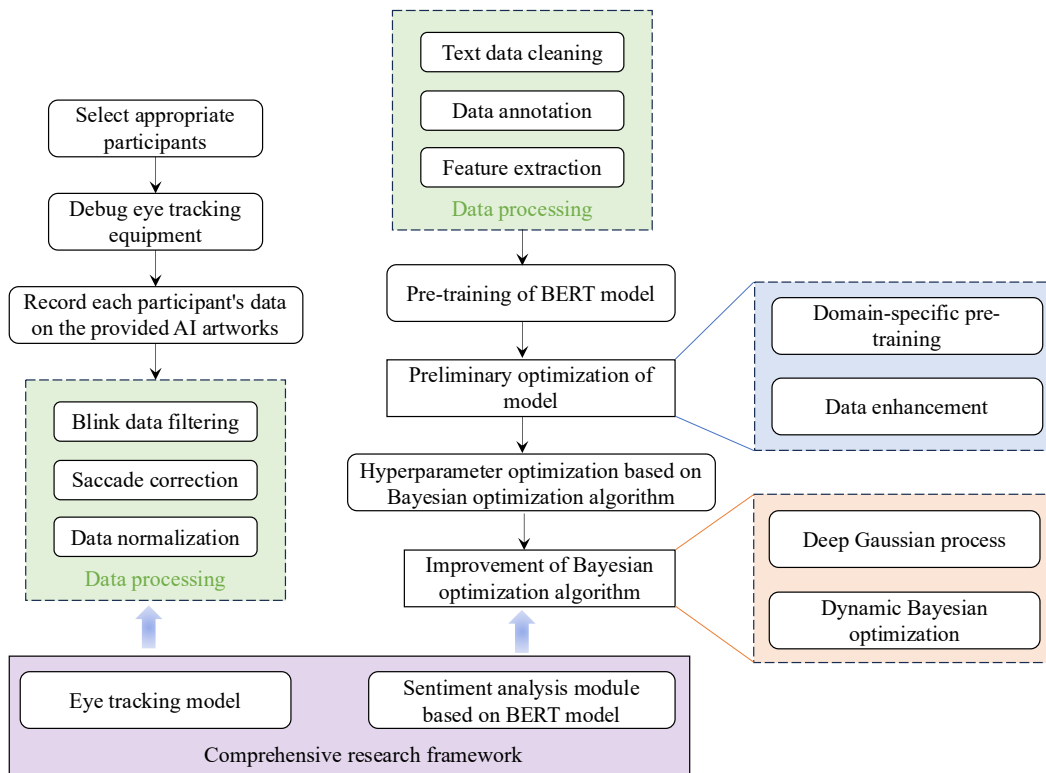 Select appropriate
participants
Debug eye tracking
equipment
Record each participant's data
on the provided AI artworks
Blink data filtering
Saccade correction
Data normalization
Data processing
Text data cleaning
Data annotation
Feature extraction
Data processing
Pre-training of BERT model
Preliminary optimization of
model
Hyperparameter optimization based on
Bayesian optimization algorithm
Improvement of Bayesian
optimization algorithm
Domain-specific pre-
training
Data enhancement
Deep Gaussian process
Dynamic Bayesian
optimization
Eye tracking model
Sentiment analysis module
based on BERT model
Comprehensive research framework